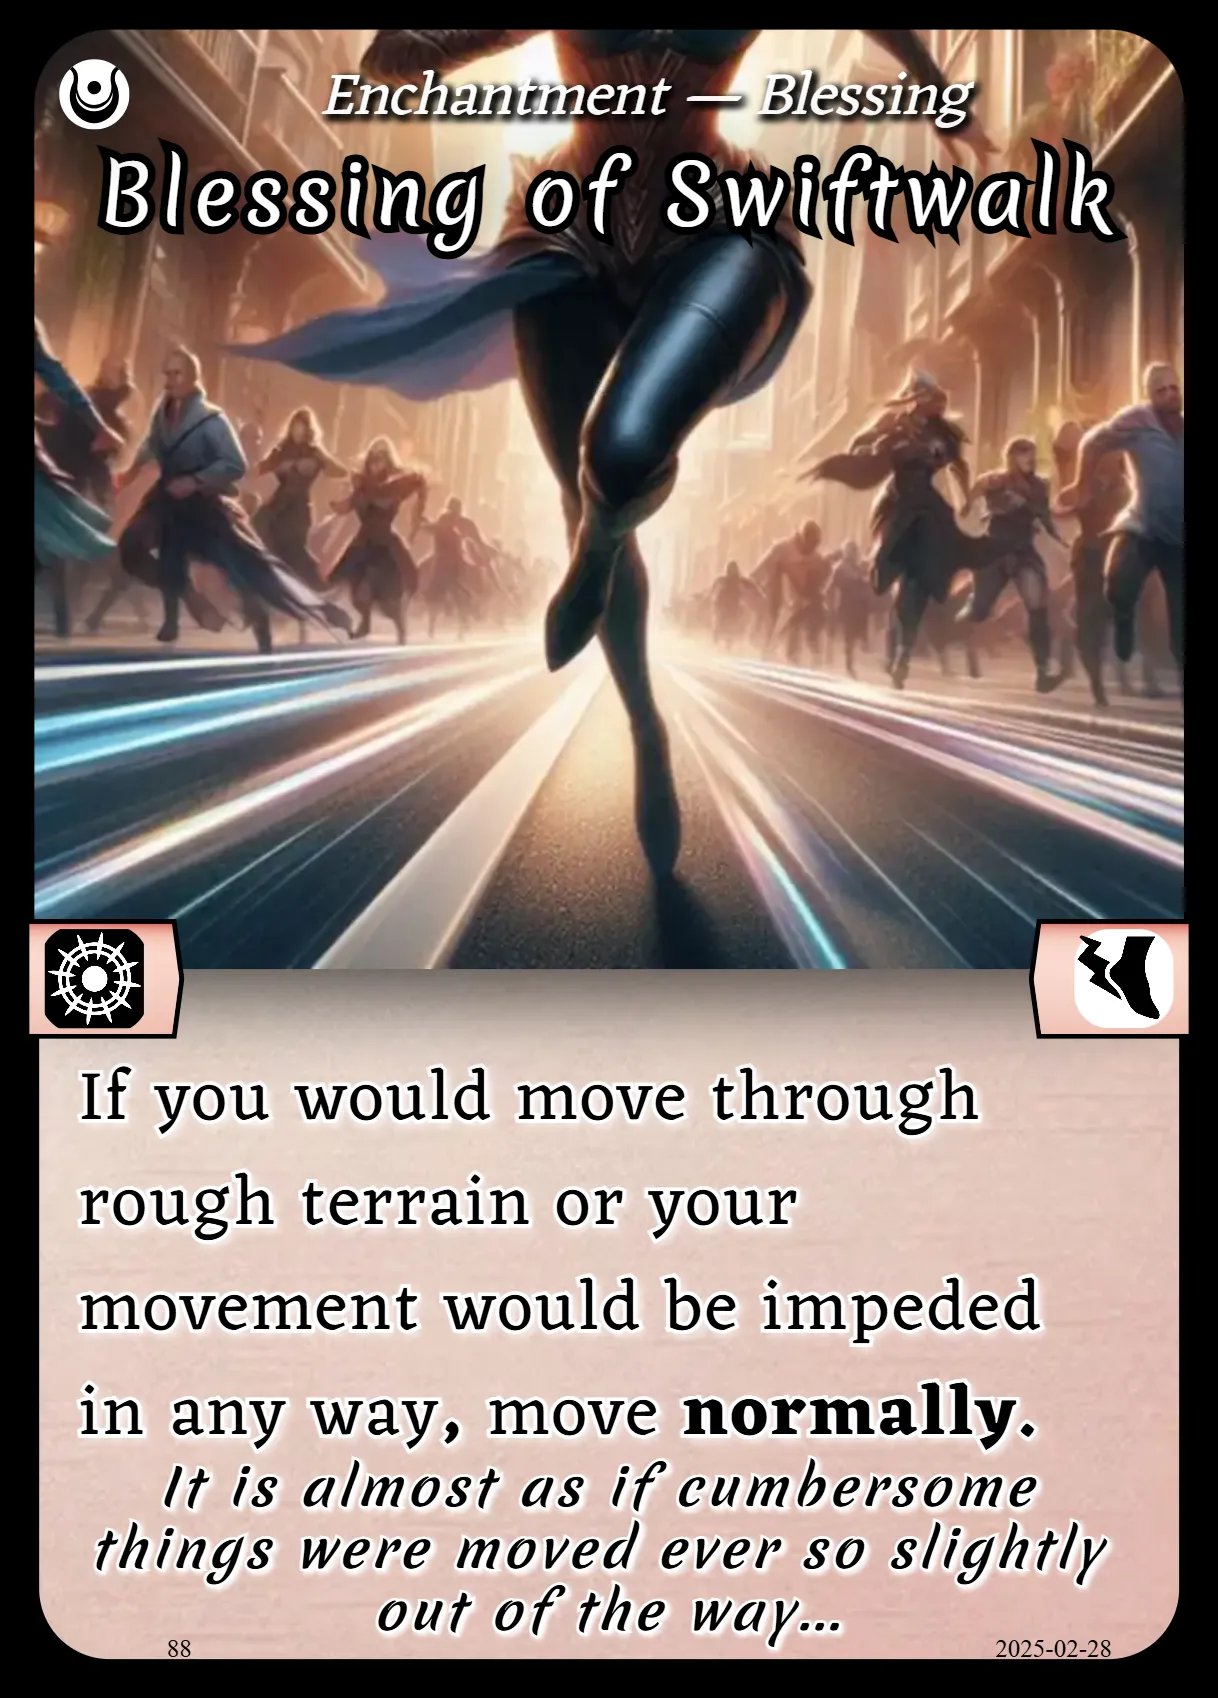 Enchantment — Blessing
Blessing of Swiftwalk
If you would move through
rough terrain or your
movement would be impeded
in any way, move normally.
It is almost as if cumbersome
things were moved ever so slightly
out of the way...
88
2025-02-28